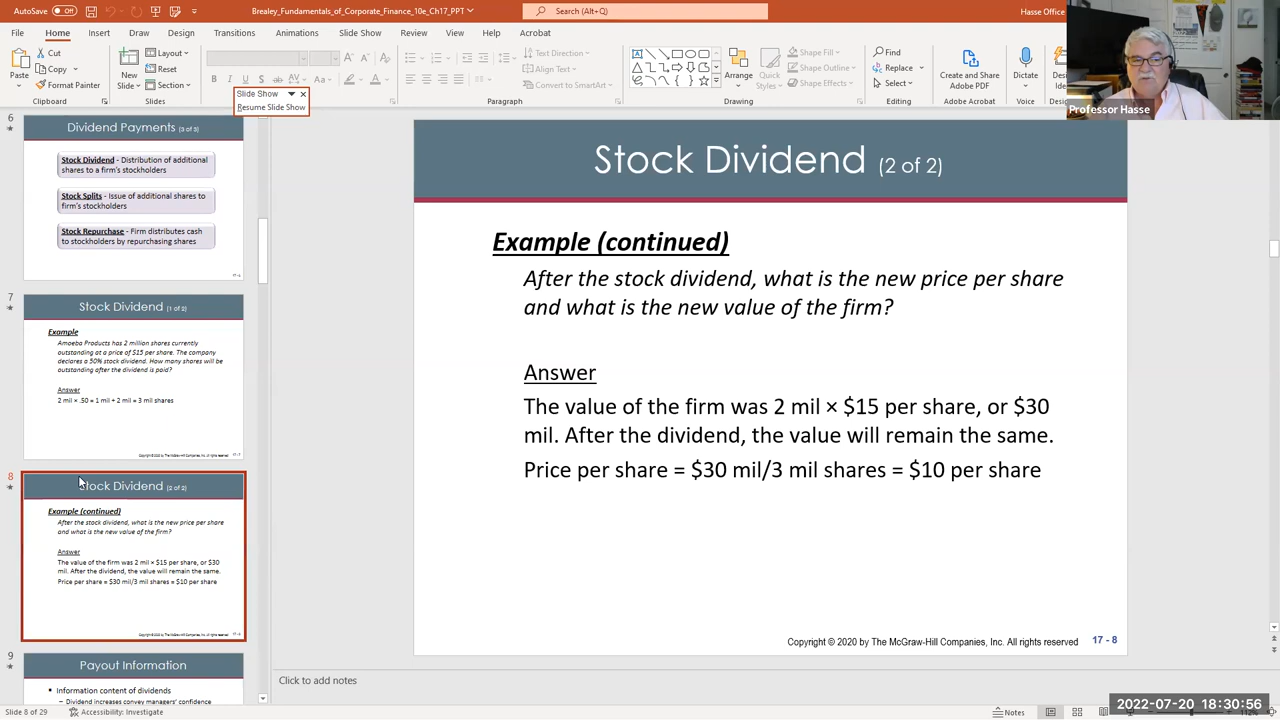 AutoSave Off
Brealey_Fundamentals_of_Corporate_Finance_10e_Ch17_PPT
Search (Alt+Q)
Hasse Office
File Home Insert Draw Design Transitions Animations Slide Show Review View Help Acrobat
Paste
Cut
Copy
Format Painter
Clipboard
New
Slide
Layout
Reset
Section
Slides
Slide Show
Resume Slide Show
Text Direction
Align Text
Convert to SmartArt
Paragraph
Arrange
Quick
Styles
Shape Fill
Shape Outline
Shape Effects
Drawing
Find
Replace
Select
Editing
Create and Share
Adobe PDF
Adobe Acrobat
Dictate
Voice
Professor Hasse
6
Dividend Payments (3 of 3)
Stock Dividend - Distribution of additional
shares to a firm's stockholders
Stock Splits - Issue of additional shares to
firm's stockholders
Stock Repurchase - Firm distributes cash
to stockholders by repurchasing shares
7
Stock Dividend (1 of 2)
Example
Amoeba Products has 2 million shares currently
outstanding at a price of $15 per share. The company
declares a 50% stock dividend. How many shares will be
outstanding after the dividend is paid?
Answer
2 mil × .50 = 1 mil + 2 mil = 3 mil shares
8
Stock Dividend (2 of 2)
Example (continued)
After the stock dividend, what is the new price per share
and what is the new value of the firm?
Answer
The value of the firm was 2 mil × $15 per share, or $30
mil. After the dividend, the value will remain the same.
Price per share = $30 mil/3 mil shares = $10 per share
9
Payout Information
Information content of dividends
Dividend increases convey managers' confidence
Stock Dividend (2 of 2)
Example (continued)
After the stock dividend, what is the new price per share
and what is the new value of the firm?
Answer
The value of the firm was 2 mil × $15 per share, or $30
mil. After the dividend, the value will remain the same.
Price per share = $30 mil/3 mil shares = $10 per share
Copyright © 2020 by The McGraw-Hill Companies, Inc. All rights reserved
17 - 8
Click to add notes
Slide 8 of 29
Accessibility: Investigate
Notes
2022-07-20 18:30:56